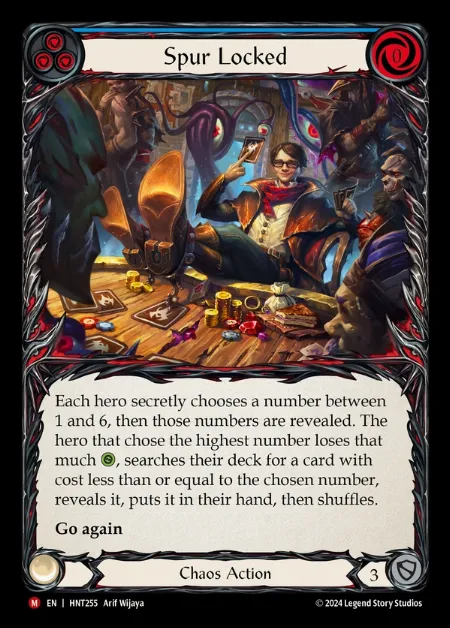 Spur Locked
0
Each hero secretly chooses a number between
1 and 6, then those numbers are revealed. The
hero that chose the highest number loses that
much , searches their deck for a card with
cost less than or equal to the chosen number,
reveals it, puts it in their hand, then shuffles.
Go again
Chaos Action
3
M EN | HNT255 Arif Wijaya
© 2024 Legend Story Studios